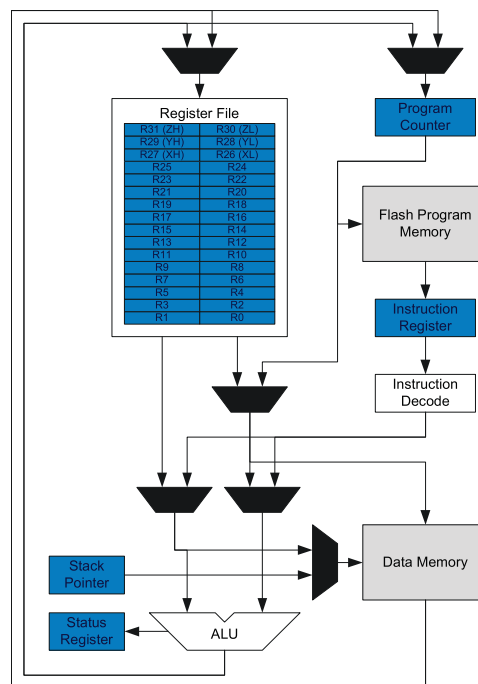 Register File
R31 (ZH) R30 (ZL)
R29 (YH) R28 (YL)
R27 (XH) R26 (XL)
R25 R24
R23 R22
R21 R20
R19 R18
R17 R16
R15 R14
R13 R12
R11 R10
R9 R8
R7 R6
R5 R4
R3 R2
R1 R0
Program
Counter
Flash Program
Memory
Instruction
Register
Instruction
Decode
Data Memory
Stack
Pointer
Status
Register
ALU